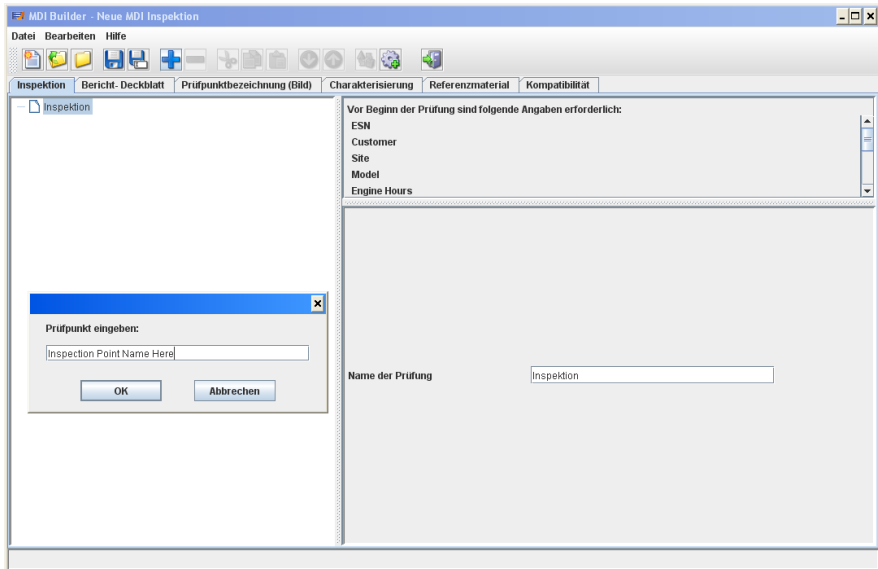 MDI Builder - Neue MDI Inspektion
Datei Bearbeiten Hilfe
Inspektion Bericht- Deckblatt Prüfpunktbezeichnung (Bild) Charakterisierung Referenzmaterial Kompatibilität
Inspektion
Vor Beginn der Prüfung sind folgende Angaben erforderlich:
ESN
Customer
Site
Model
Engine Hours
Prüfpunkt eingeben:
Inspection Point Name Here
OK Abbrechen
Name der Prüfung Inspektion